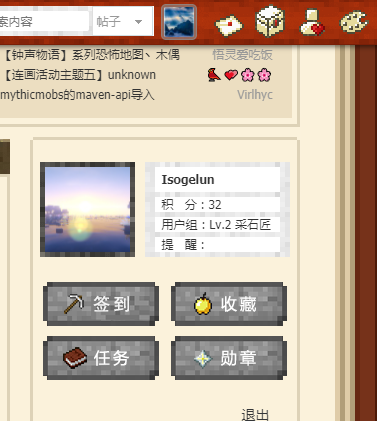 索内容 帖子
【钟声物语】系列恐怖地图丶木偶 悟灵爱吃饭
【连画活动主题五】unknown
mythicmobs的maven-api导入 Virlhyc
Isogelun
积 分：32
用户组：Lv.2 采石匠
提 醒：
签到 收藏
任务 勋章
退出